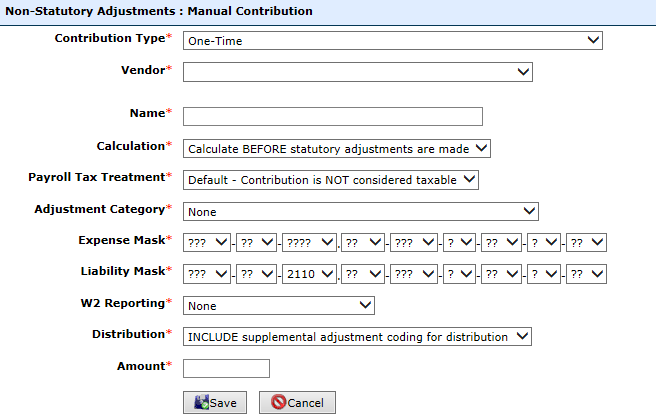 Non-Statutory Adjustments : Manual Contribution
Contribution Type* One-Time
Vendor*
Name*
Calculation* Calculate BEFORE statutory adjustments are made
Payroll Tax Treatment* Default - Contribution is NOT considered taxable
Adjustment Category* None
Expense Mask* ???-??-????.??-???-?-??-?-??
Liability Mask* ???-??-2110.??-???-?-??-?-??
W2 Reporting* None
Distribution* INCLUDE supplemental adjustment coding for distribution
Amount*
Save Cancel